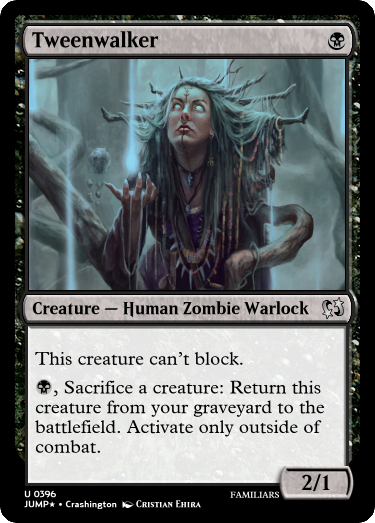 Tweenwalker
Creature — Human Zombie Warlock
This creature can't block.
, Sacrifice a creature: Return this
creature from your graveyard to the
battlefield. Activate only outside of
combat.
2/1
U 0396
JUMP★ • Crashington Cristian Ehira
FAMILIARS